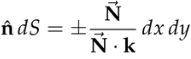 n̂ dS = ± N⃗ / (N⃗ · k) dx dy